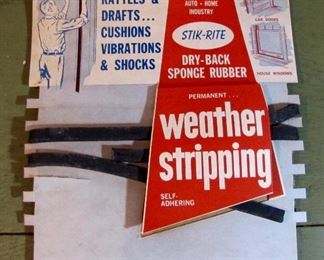 RATTLES &
DRAFTS...
CUSHIONS
VIBRATIONS
& SHOCKS
AUTO - HOME
INDUSTRY
STIK-RITE
DRY-BACK
SPONGE RUBBER
CAR DOORS
HOUSE WINDOWS
PERMANENT...
weather
stripping
SELF-
ADHERING